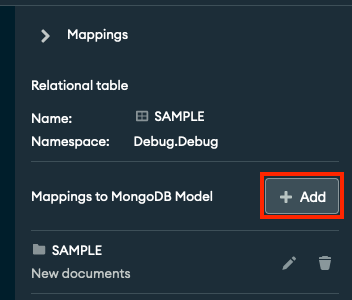 Mappings
Relational table
Name: SAMPLE
Namespace: Debug.Debug
Mappings to MongoDB Model + Add
SAMPLE
New documents